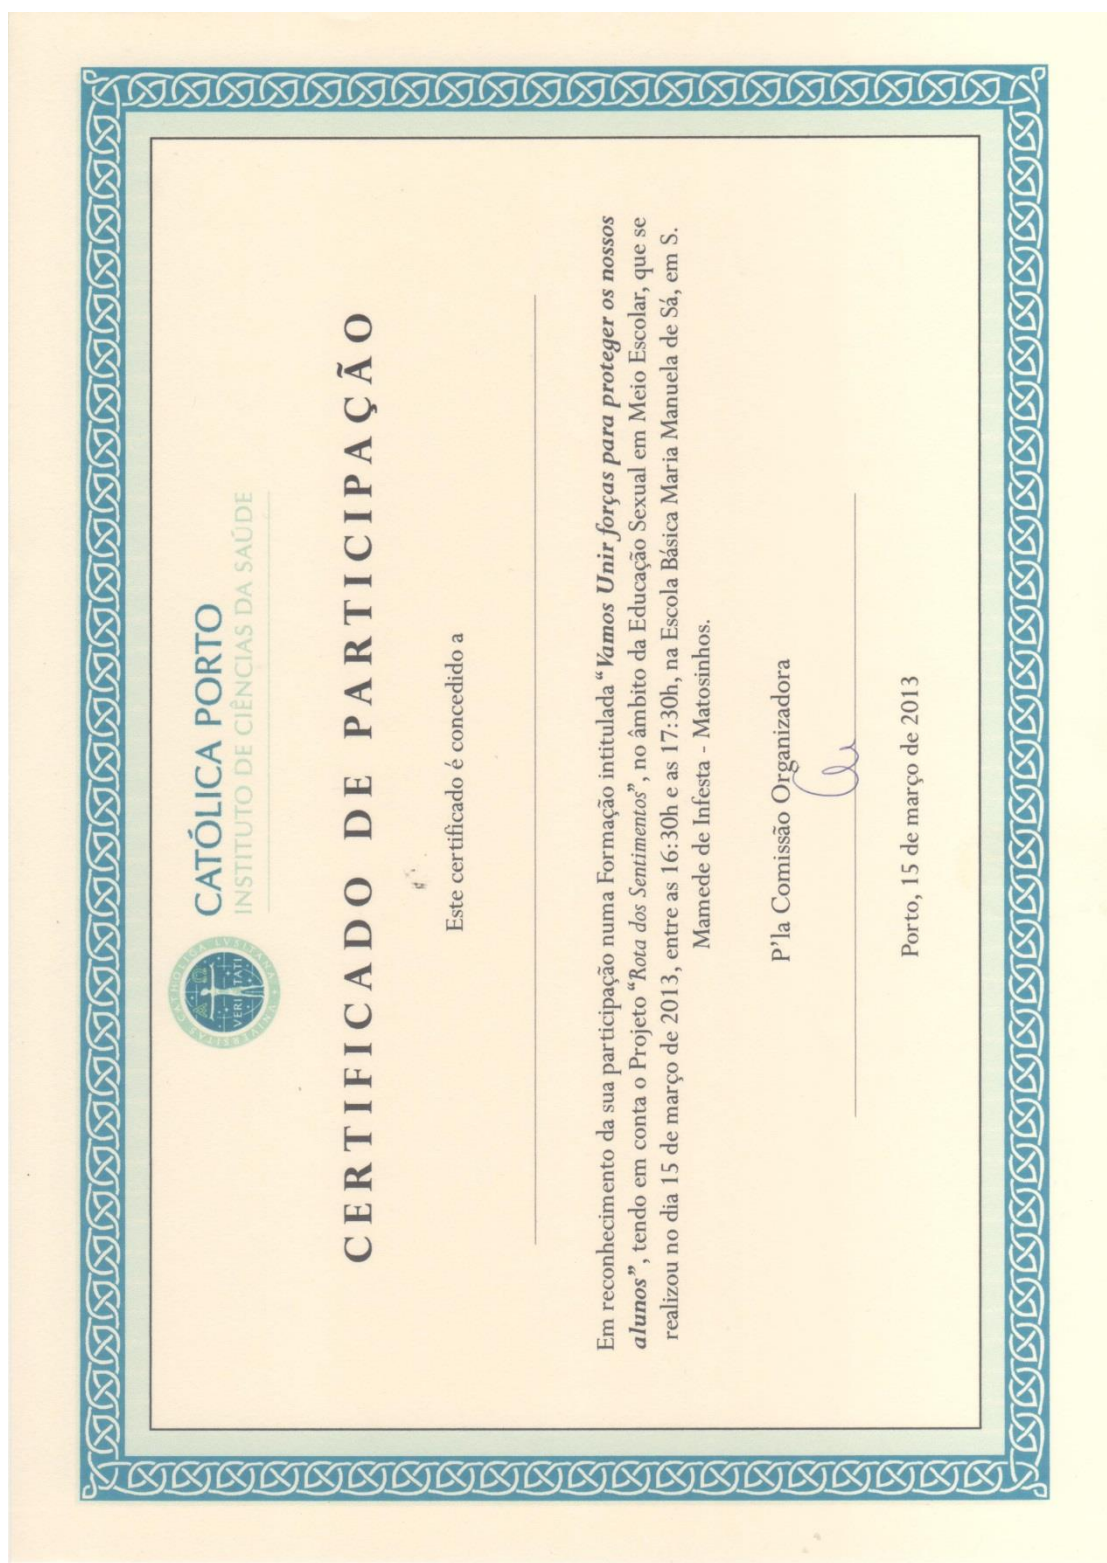 CATÓLICA PORTO
INSTITUTO DE CIÊNCIAS DA SAÚDE
UNIVERSITAS CATHOLICA LVSITANA
VERITATI
CERTIFICADO DE PARTICIPAÇÃO
Este certificado é concedido a
Em reconhecimento da sua participação numa Formação intitulada “Vamos Unir forças para proteger os nossos
alunos”, tendo em conta o Projeto “Rota dos Sentimentos”, no âmbito da Educação Sexual em Meio Escolar, que se
realizou no dia 15 de março de 2013, entre as 16:30h e as 17:30h, na Escola Básica Maria Manuela de Sá, em S.
Mamede de Infesta - Matosinhos.
P'la Comissão Organizadora
Porto, 15 de março de 2013